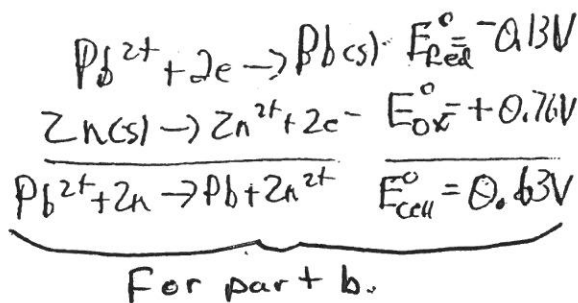 Pb²⁺ + 2e → Pb(s) E°Red = -0.13V
Zn(s) → Zn²⁺ + 2e⁻ E°ox = +0.76V
Pb²⁺ + Zn → Pb + Zn²⁺ E°cell = 0.63V
For part b.